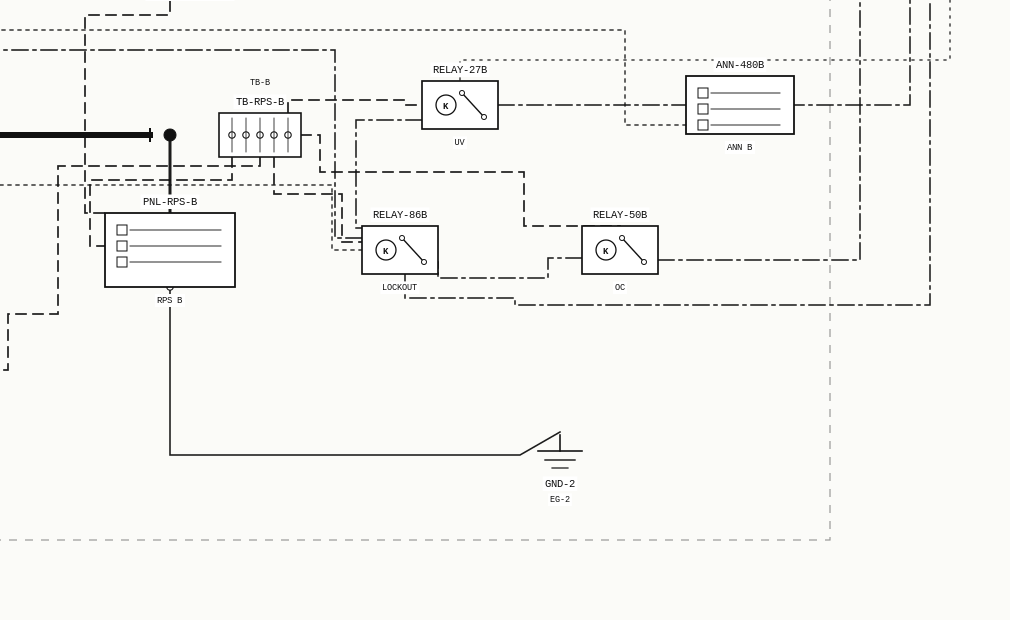 RELAY-27B
ANN-480B
TB-B
TB-RPS-B
K
UV
ANN B
PNL-RPS-B
RELAY-86B
RELAY-50B
K
K
LOCKOUT
OC
RPS B
GND-2
EG-2